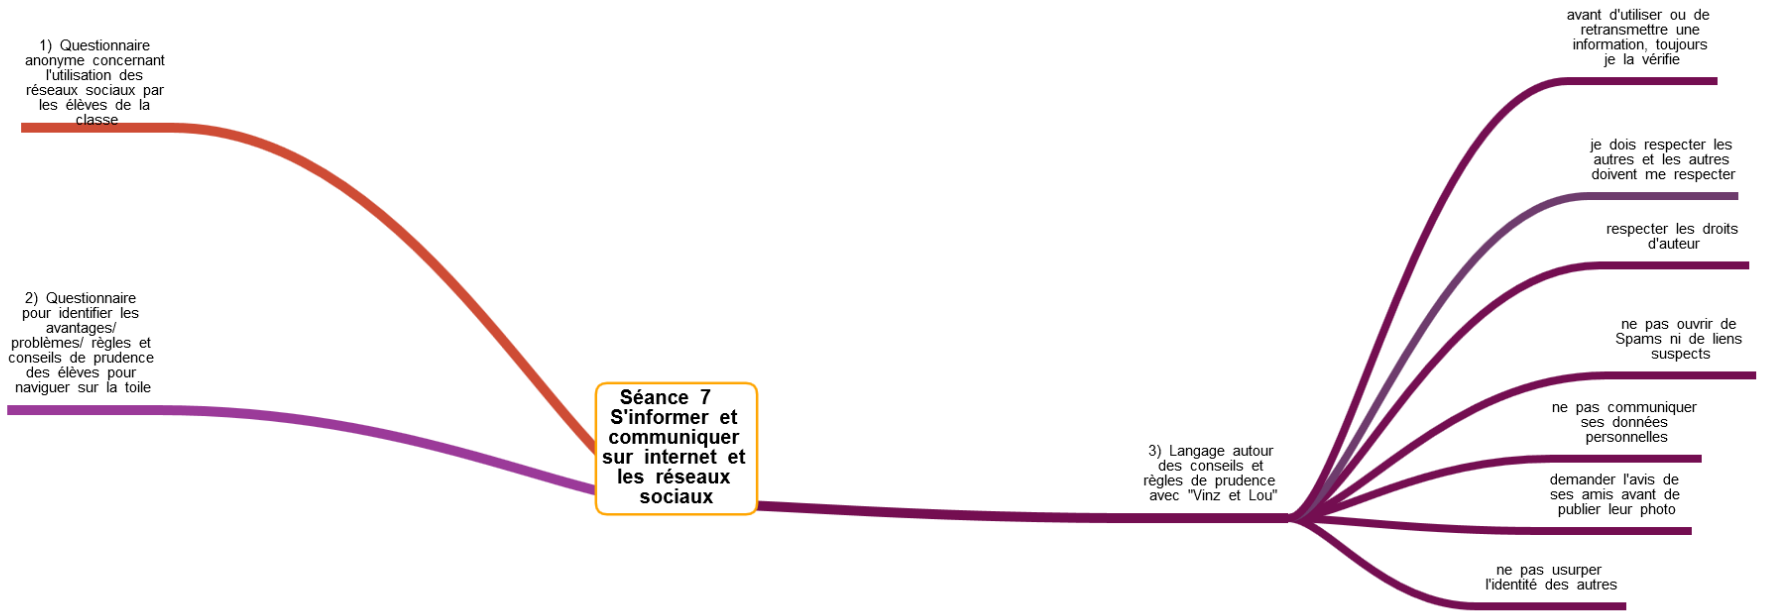 1) Questionnaire
anonyme concernant
l'utilisation des
réseaux sociaux par
les élèves de la
classe
2) Questionnaire
pour identifier les
avantages/
problèmes/ règles et
conseils de prudence
des élèves pour
naviguer sur la toile
Séance 7
S'informer et
communiquer
sur internet et
les réseaux
sociaux
3) Langage autour
des conseils et
règles de prudence
avec "Vinz et Lou"
avant d'utiliser ou de
retransmettre une
information, toujours
je la vérifie
je dois respecter les
autres et les autres
doivent me respecter
respecter les droits
d'auteur
ne pas ouvrir de
Spams ni de liens
suspects
ne pas communiquer
ses données
personnelles
demander l'avis de
ses amis avant de
publier leur photo
ne pas usurper
l'identité des autres